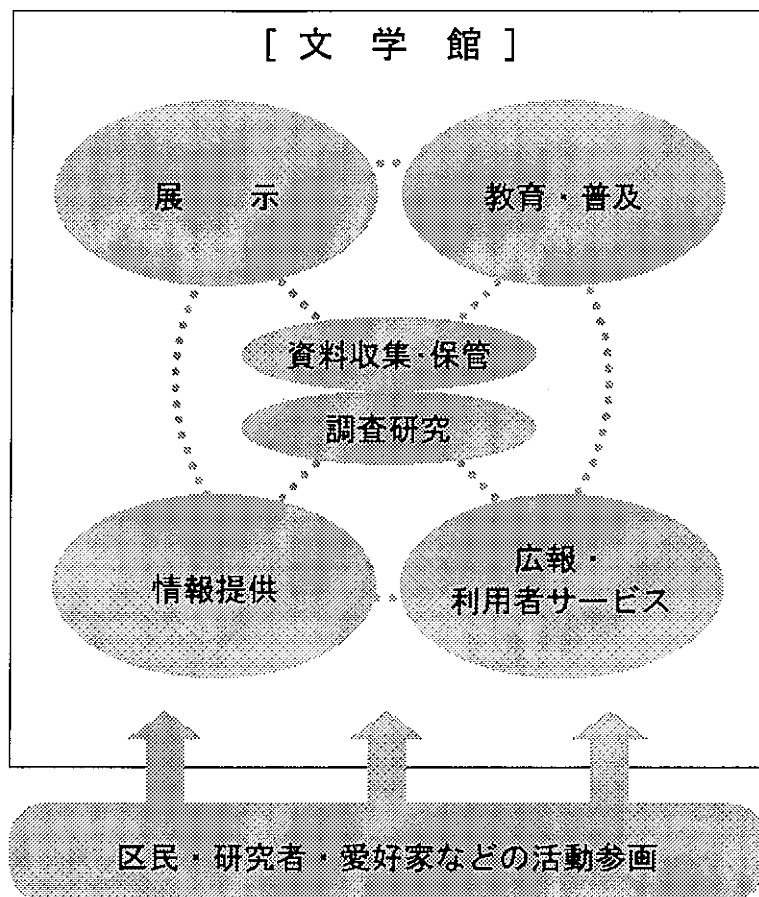 [文学館]
展示
教育・普及
資料収集・保管
調査研究
情報提供
広報・
利用者サービス
区民・研究者・愛好家などの活動参画